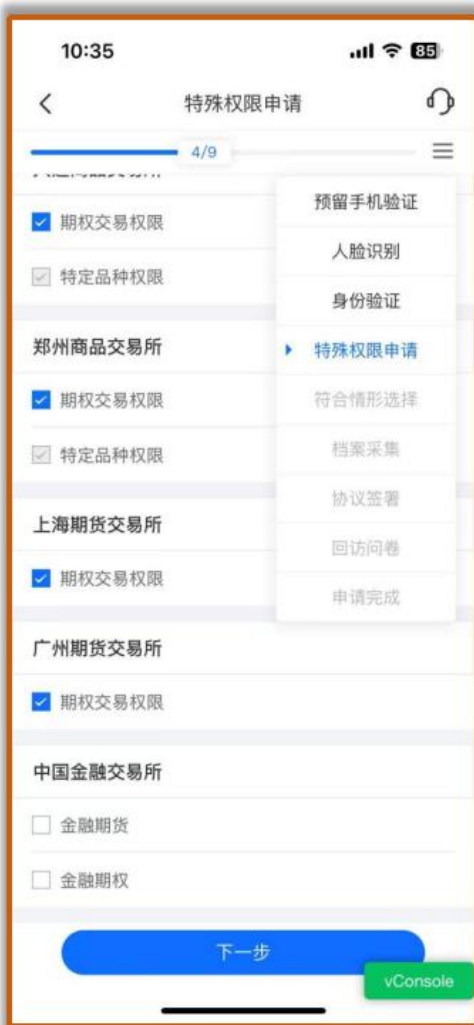 10:35
85
特殊权限申请
4/9
期权交易权限
特定品种权限
预留手机验证
人脸识别
身份验证
特殊权限申请
符合情形选择
档案采集
协议签署
回访问卷
申请完成
郑州商品交易所
期权交易权限
特定品种权限
上海期货交易所
期权交易权限
广州期货交易所
期权交易权限
中国金融交易所
金融期货
金融期权
下一步
vConsole